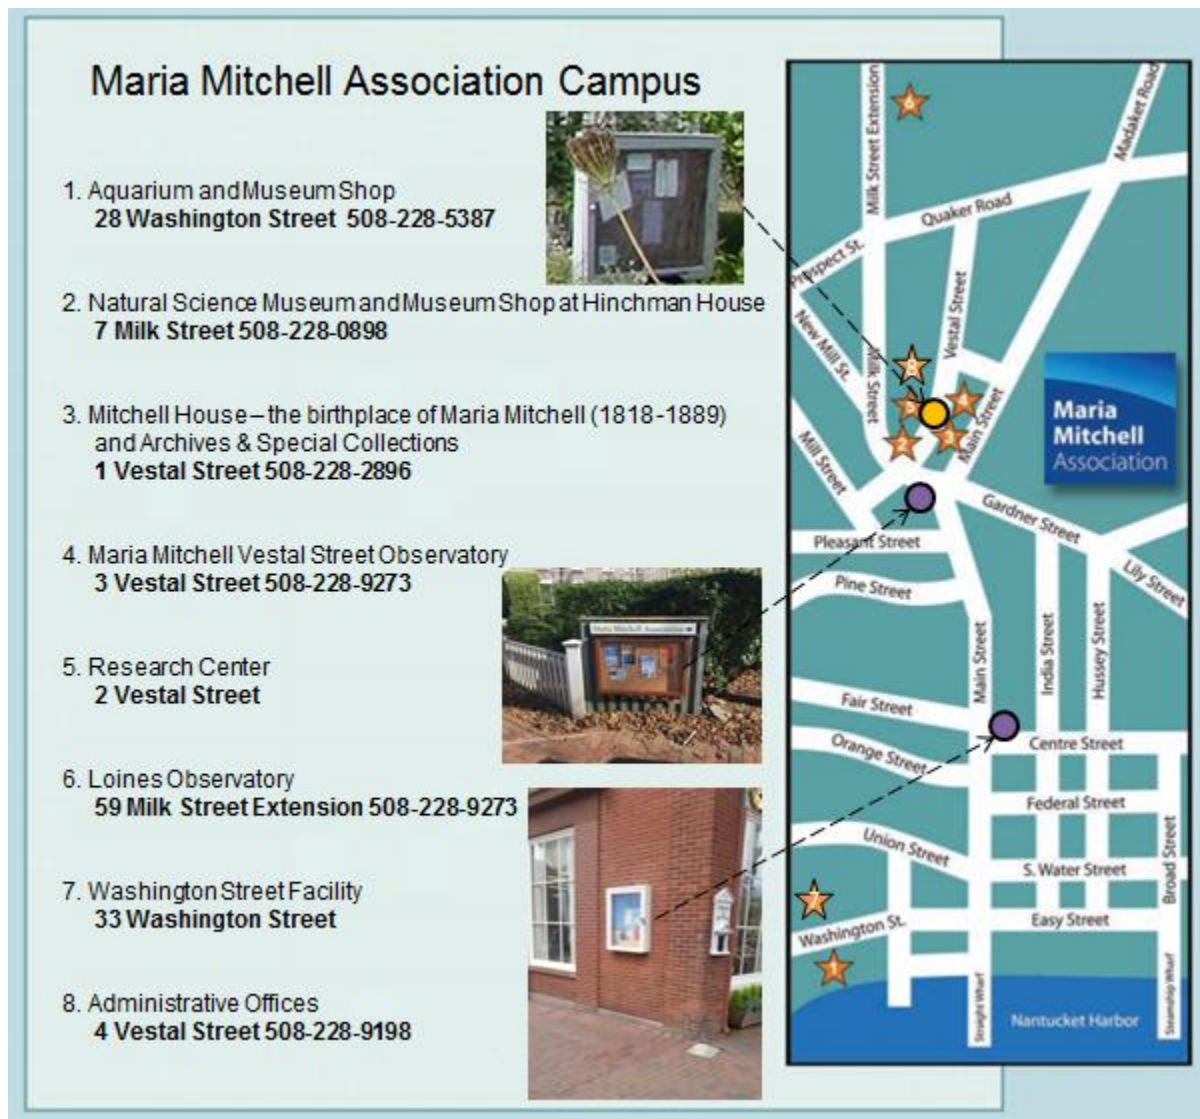 Maria Mitchell Association Campus
1. Aquarium and Museum Shop
28 Washington Street 508-228-5387
2. Natural Science Museum and Museum Shop at Hinchman House
7 Milk Street 508-228-0898
3. Mitchell House – the birthplace of Maria Mitchell (1818-1889)
and Archives & Special Collections
1 Vestal Street 508-228-2896
4. Maria Mitchell Vestal Street Observatory
3 Vestal Street 508-228-9273
5. Research Center
2 Vestal Street
6. Loines Observatory
59 Milk Street Extension 508-228-9273
7. Washington Street Facility
33 Washington Street
8. Administrative Offices
4 Vestal Street 508-228-9198
Maria Mitchell Association
6
Milk Street Extension
Madaket Road
Quaker Road
Prospect St.
Vestal Street
New Mill St.
Milk Street
8
5
4
2
3
Main Street
Maria
Mitchell
Association
Mill Street
Gardner Street
Pleasant Street
Lily Street
Pine Street
Main Street
India Street
Hussey Street
Fair Street
Orange Street
Centre Street
Federal Street
Union Street
S. Water Street
Broad Street
7
Washington St.
Easy Street
1
Straight Wharf
Nantucket Harbor
Steamship Wharf